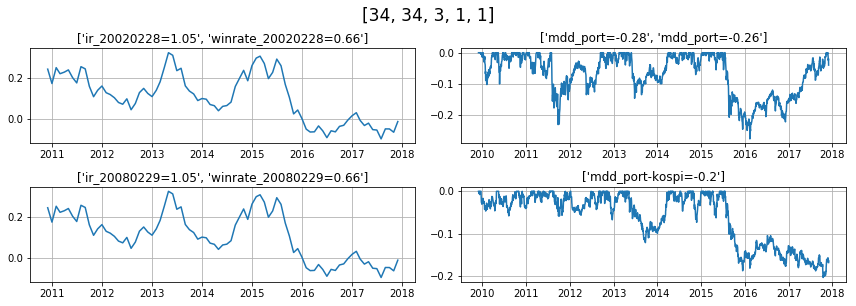 [34, 34, 3, 1, 1]
['ir_20020228=1.05', 'winrate_20020228=0.66']
0.2
0.0
2011 2012 2013 2014 2015 2016 2017 2018
['mdd_port=-0.28', 'mdd_port=-0.26']
0.0
−0.1
−0.2
2010 2011 2012 2013 2014 2015 2016 2017 2018
['ir_20080229=1.05', 'winrate_20080229=0.66']
0.2
0.0
2011 2012 2013 2014 2015 2016 2017 2018
['mdd_port-kospi=-0.2']
0.0
−0.1
−0.2
2010 2011 2012 2013 2014 2015 2016 2017 2018